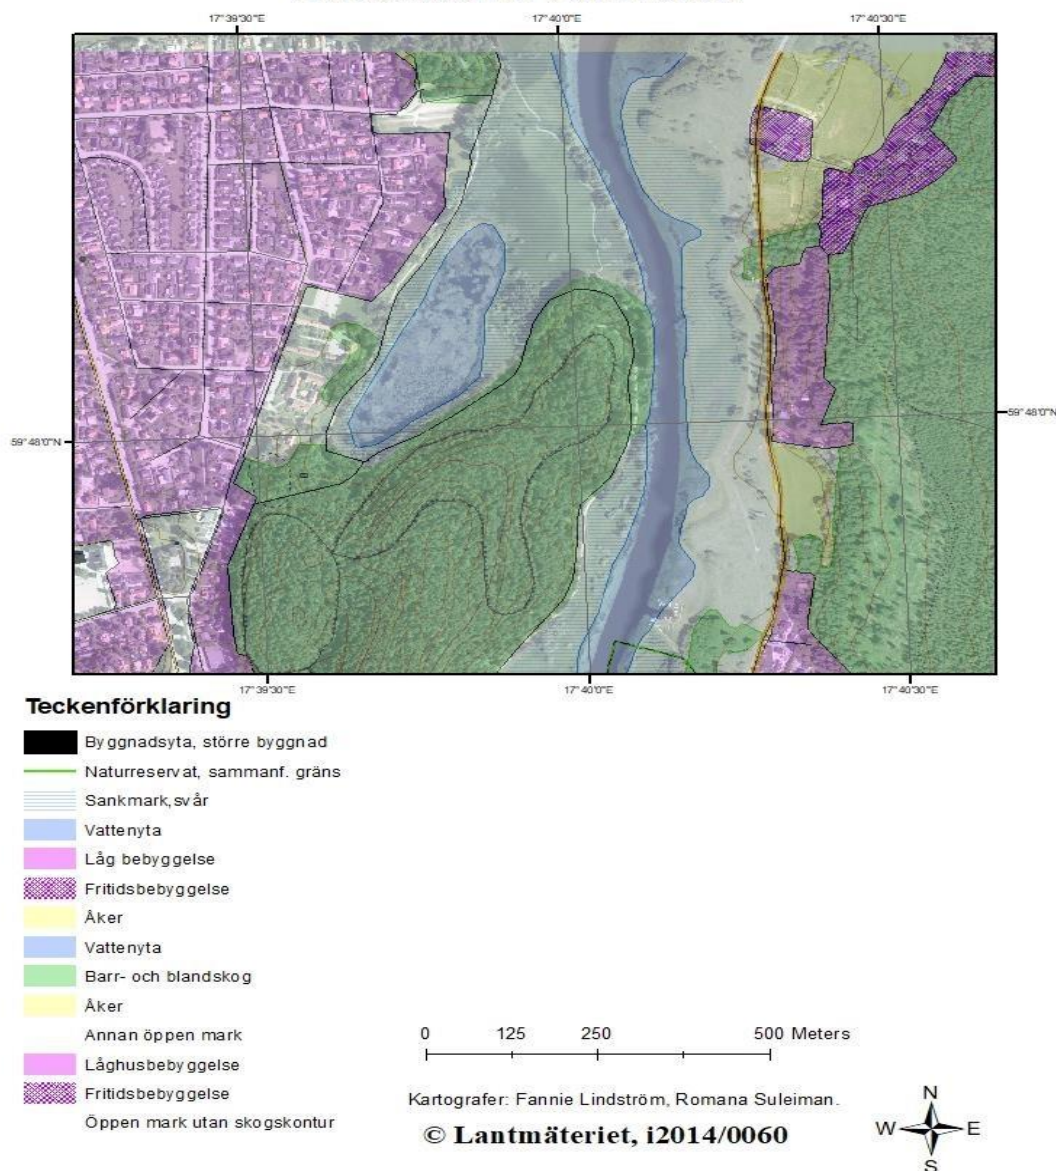 17°39'30"E 17°40'0"E 17°40'30"E
59°48'0"N
59°48'0"N
17°39'30"E 17°40'0"E 17°40'30"E
Teckenförklaring
Byggnadsyta, större byggnad
Naturreservat, sammanf. gräns
Sankmark,svår
Vattenyta
Låg bebyggelse
Fritidsbebyggelse
Åker
Vattenyta
Barr- och blandskog
Åker
Annan öppen mark
Låghusbebyggelse
Fritidsbebyggelse
Öppen mark utan skogskontur
0 125 250 500 Meters
Kartografer: Fannie Lindström, Romana Suleiman.
© Lantmäteriet, i2014/0060
N
W E
S